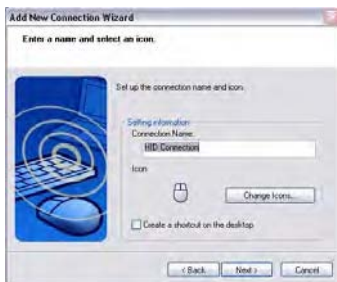 Add New Connection Wizard
Enter a name and select an icon.
Set up the connection name and icon.
Setting information
Connection Name:
HID Connection
Icon
Change Icons...
Create a shortcut on the desktop
< Back
Next >
Cancel